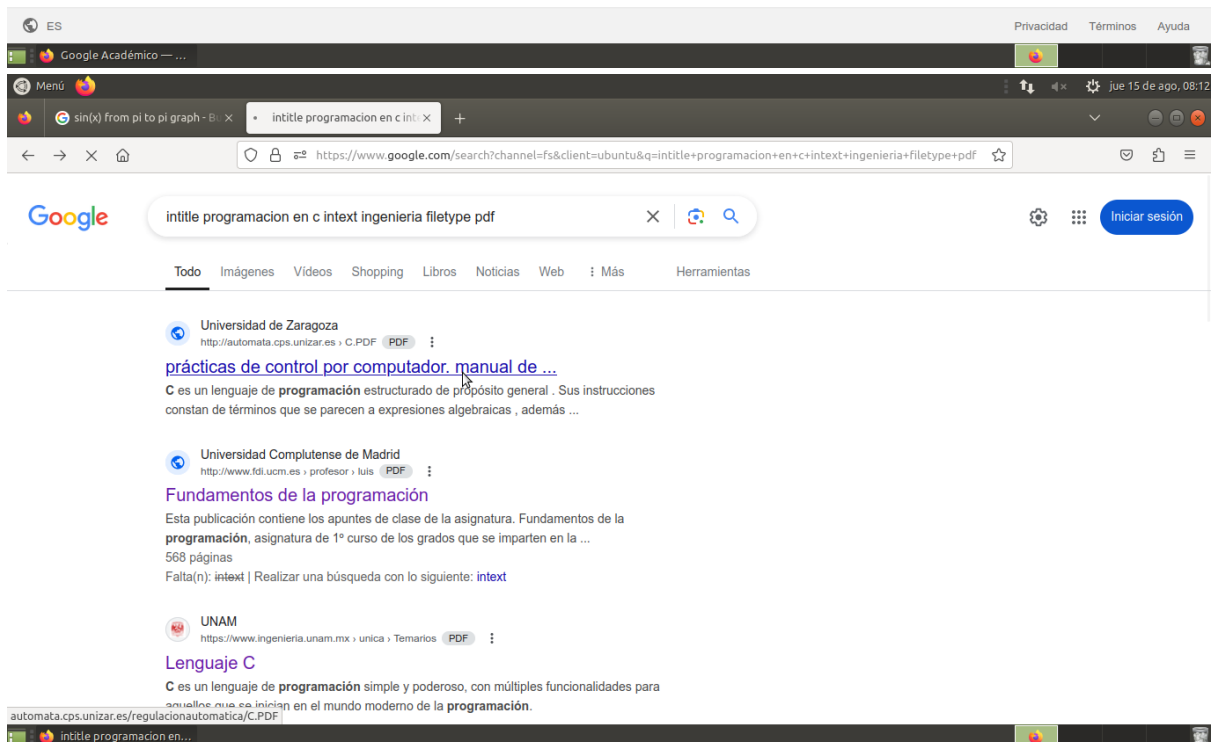 ES
Privacidad Términos Ayuda
Google Académico — ...
Menú
jue 15 de ago, 08:12
sin(x) from pi to pi graph - Bu
intitle programacion en c inte
https://www.google.com/search?channel=fs&client=ubuntu&q=intitle+programacion+en+c+intext+ingenieria+filetype+pdf
Google
intitle programacion en c intext ingenieria filetype pdf
Iniciar sesión
Todo Imágenes Vídeos Shopping Libros Noticias Web Más Herramientas
Universidad de Zaragoza
http://automata.cps.unizar.es › C.PDF PDF
prácticas de control por computador. manual de ...
C es un lenguaje de programación estructurado de propósito general . Sus instrucciones
constan de términos que se parecen a expresiones algebraicas , además ...
Universidad Complutense de Madrid
http://www.fdi.ucm.es › profesor › luis PDF
Fundamentos de la programación
Esta publicación contiene los apuntes de clase de la asignatura. Fundamentos de la
programación, asignatura de 1º curso de los grados que se imparten en la ...
568 páginas
Falta(n): intext | Realizar una búsqueda con lo siguiente: intext
UNAM
https://www.ingenieria.unam.mx › unica › Temarios PDF
Lenguaje C
C es un lenguaje de programación simple y poderoso, con múltiples funcionalidades para
aquellos que se inician en el mundo moderno de la programación.
automata.cps.unizar.es/regulacionautomatica/C.PDF
intitle programacion en...